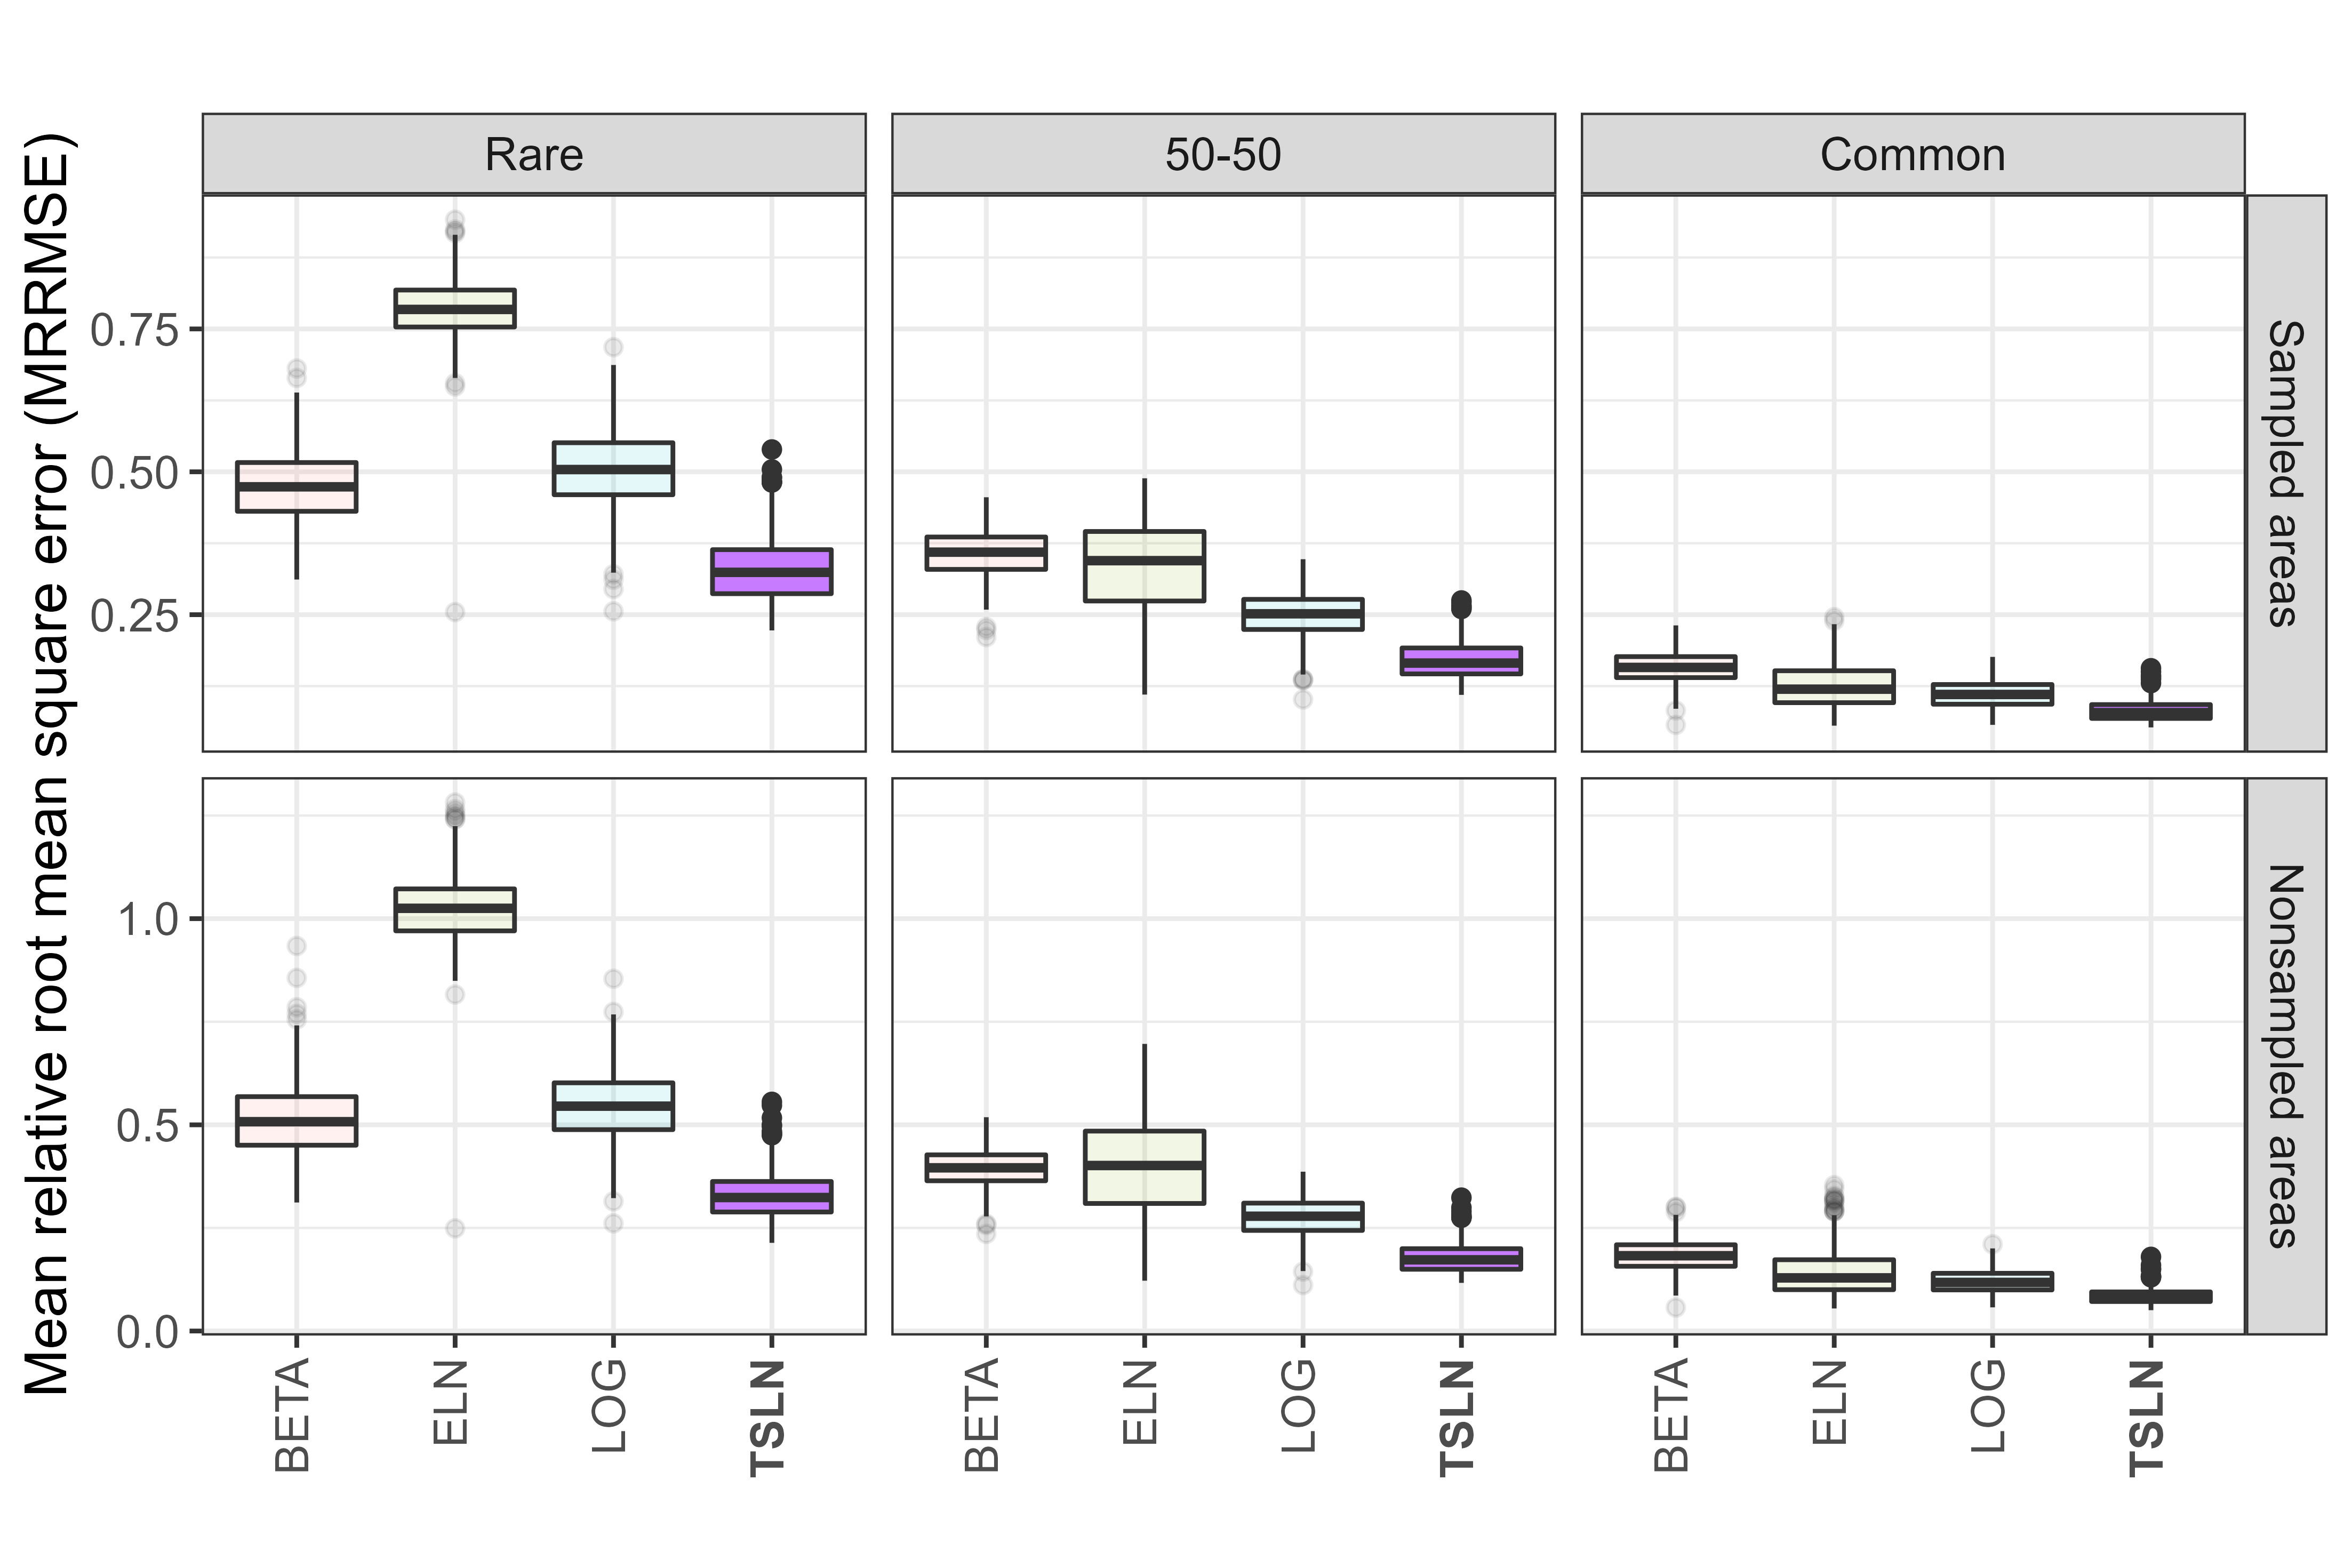 Rare
50-50
Common
Mean relative root mean square error (MRRMSE)
0.75
0.50
0.25
Sampled areas
1.0
0.5
0.0
Nonsampled areas
BETA
ELN
LOG
TSLN
BETA
ELN
LOG
TSLN
BETA
ELN
LOG
TSLN